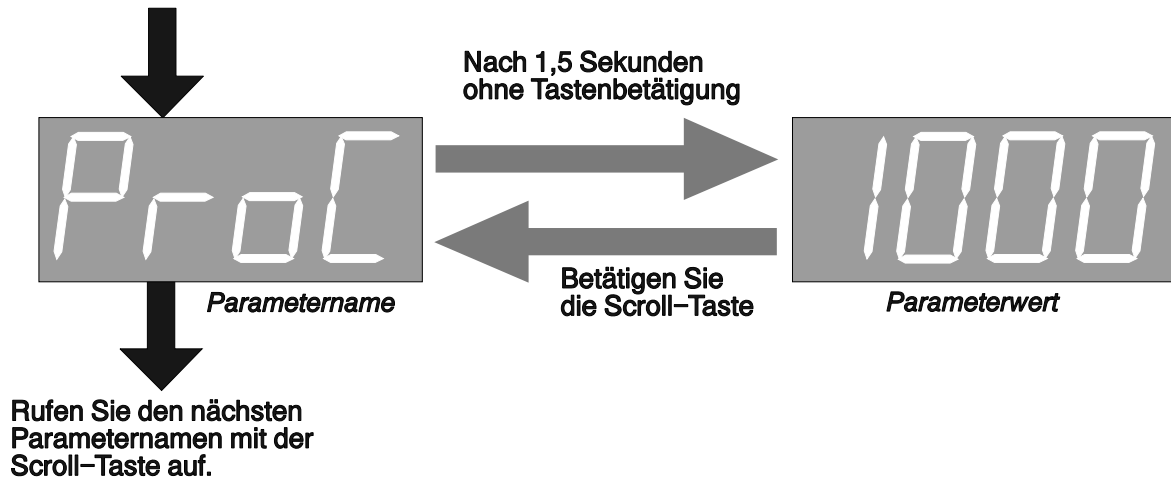 Nach 1,5 Sekunden
ohne Tastenbetätigung
ProC
1000
Betätigen Sie
die Scroll-Taste
Parametername
Parameterwert
Rufen Sie den nächsten
Parameternamen mit der
Scroll-Taste auf.